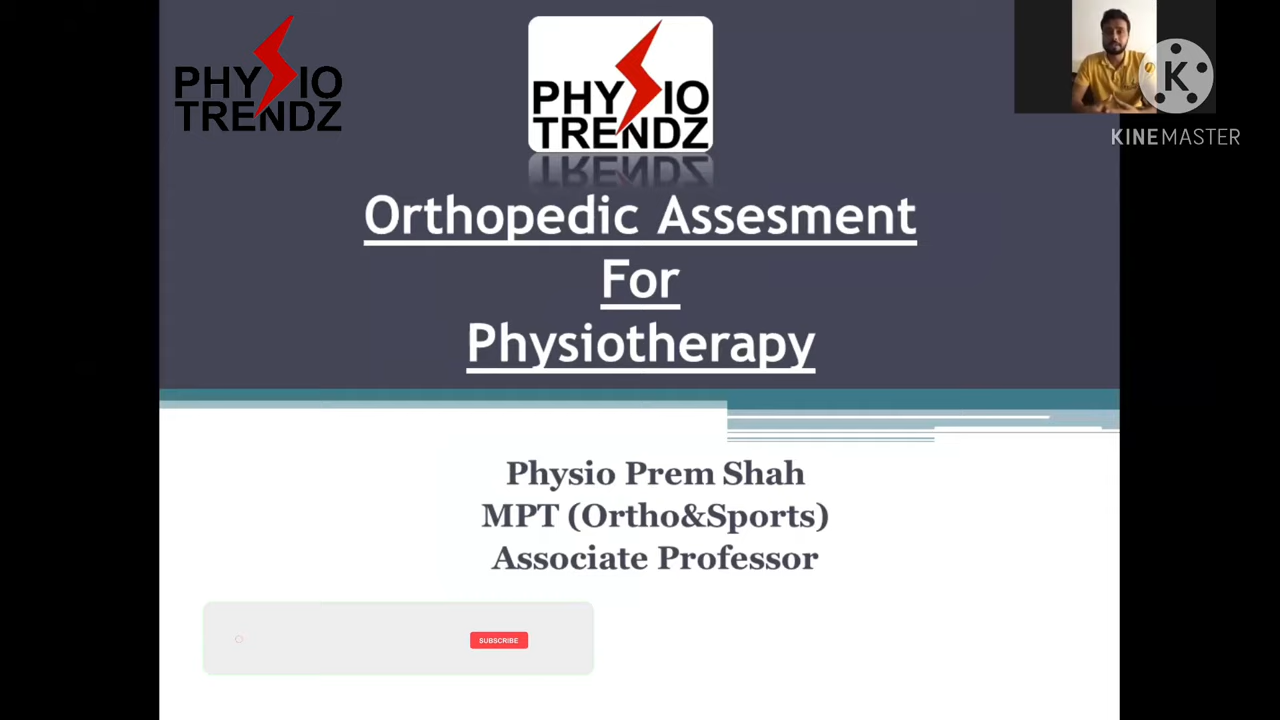 PHYSIO
TRENDZ
PHYSIO
TRENDZ
K
KINEMASTER
Orthopedic Assesment
For
Physiotherapy
Physio Prem Shah
MPT (Ortho&Sports)
Associate Professor
SUBSCRIBE